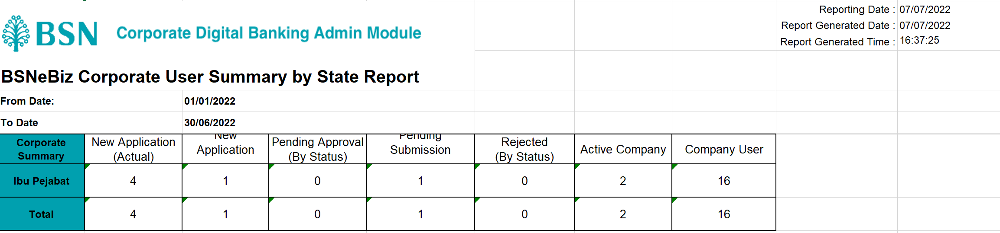 Reporting Date : 07/07/2022
Report Generated Date : 07/07/2022
Report Generated Time : 16:37:25
BSN Corporate Digital Banking Admin Module
BSNeBiz Corporate User Summary by State Report
From Date: 01/01/2022
To Date 30/06/2022
Corporate Summary
New Application
(Actual)
New
Application
Pending Approval
(By Status)
Pending
Submission
Rejected
(By Status)
Active Company
Company User
Ibu Pejabat 4 1 0 1 0 2 16
Total 4 1 0 1 0 2 16